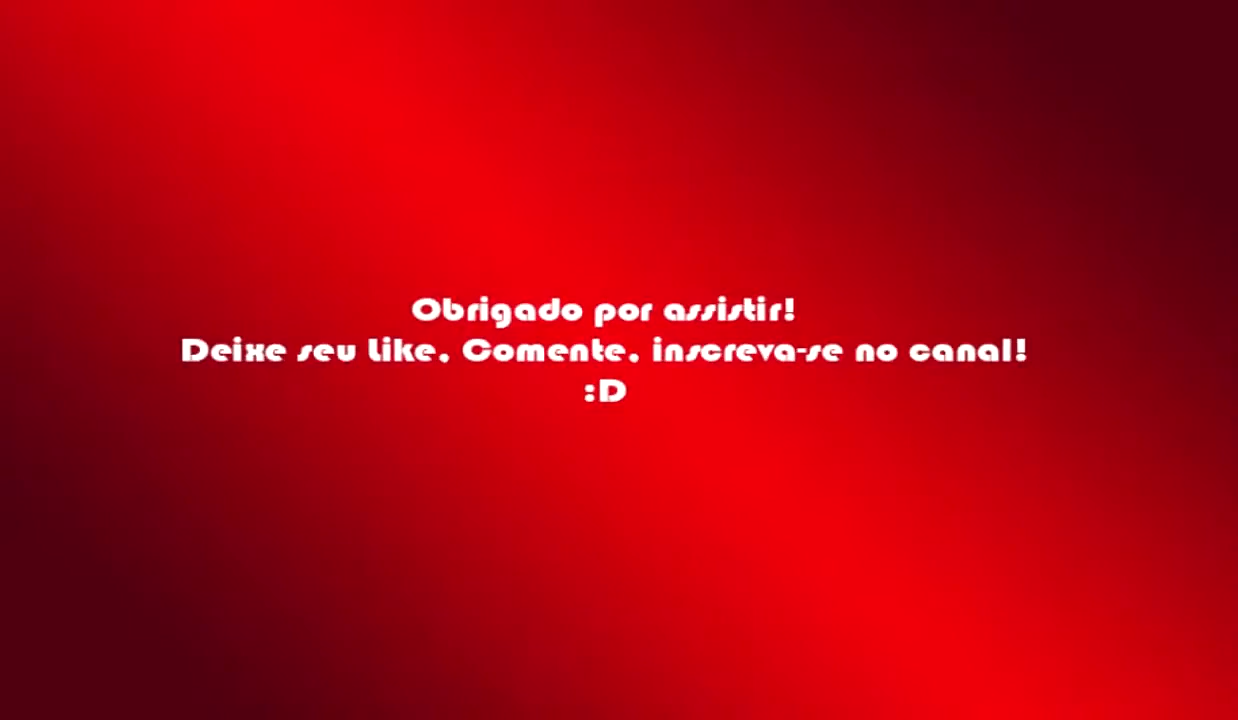 Obrigado por assistir!
Deixe seu Like, Comente, inscreva-se no canal!
:D